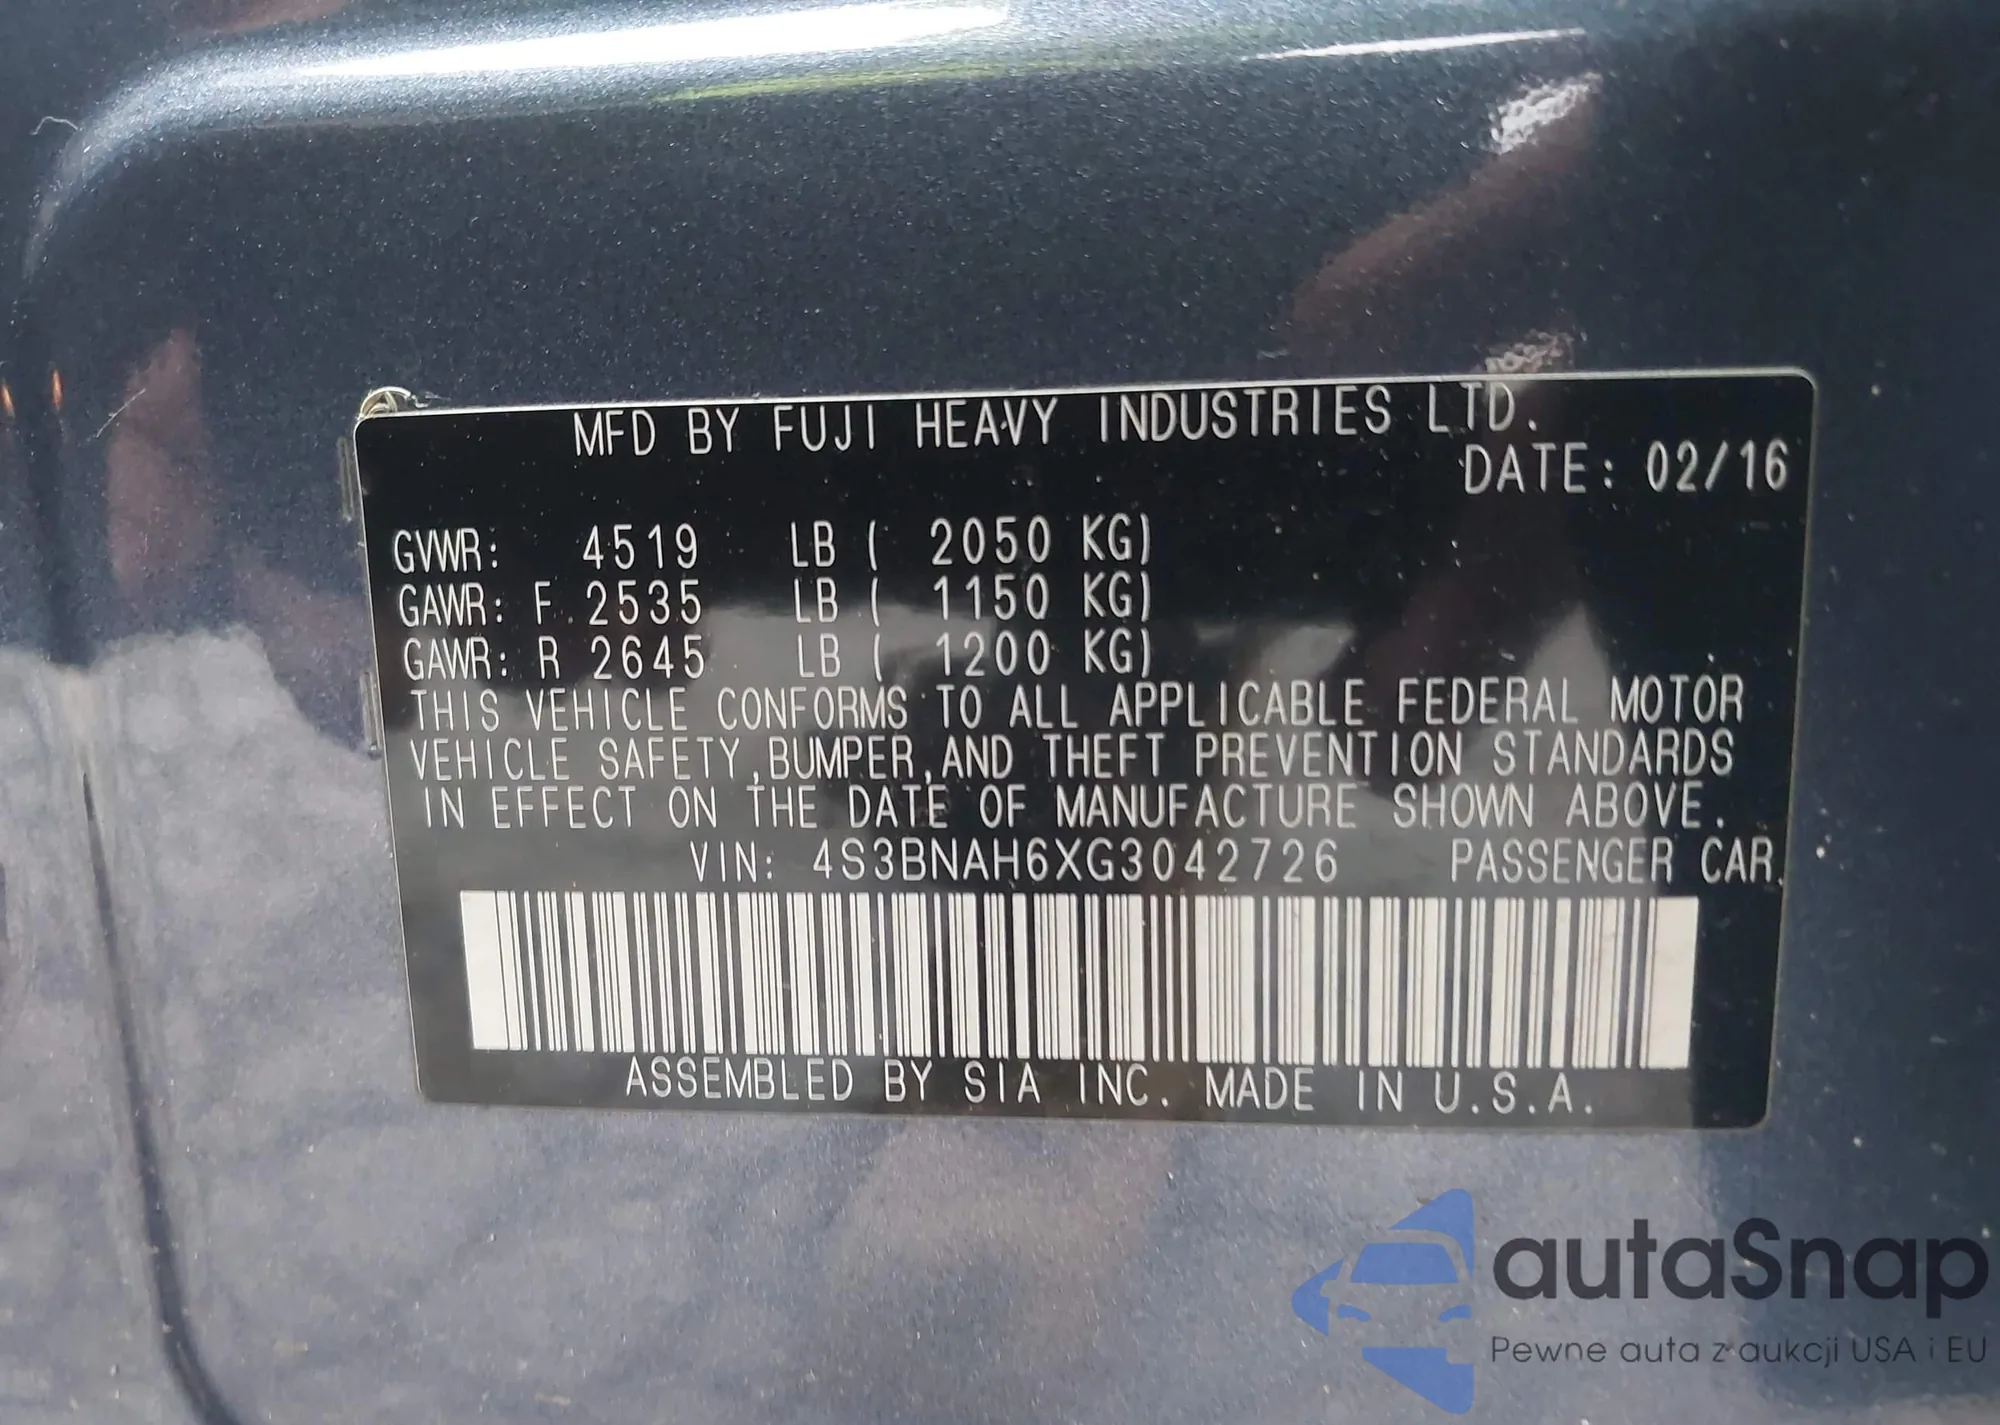 MFD BY FUJI HEAVY INDUSTRIES LTD.
DATE: 02/16
GVWR: 4519 LB ( 2050 KG)
GAWR: F 2535 LB ( 1150 KG)
GAWR: R 2645 LB ( 1200 KG)
THIS VEHICLE CONFORMS TO ALL APPLICABLE FEDERAL MOTOR
VEHICLE SAFETY,BUMPER,AND THEFT PREVENTION STANDARDS
IN EFFECT ON THE DATE OF MANUFACTURE SHOWN ABOVE.
VIN: 4S3BNAH6XG3042726 PASSENGER CAR
ASSEMBLED BY SIA INC. MADE IN U.S.A.
autaSnap
Pewne auta z aukcji USA i EU